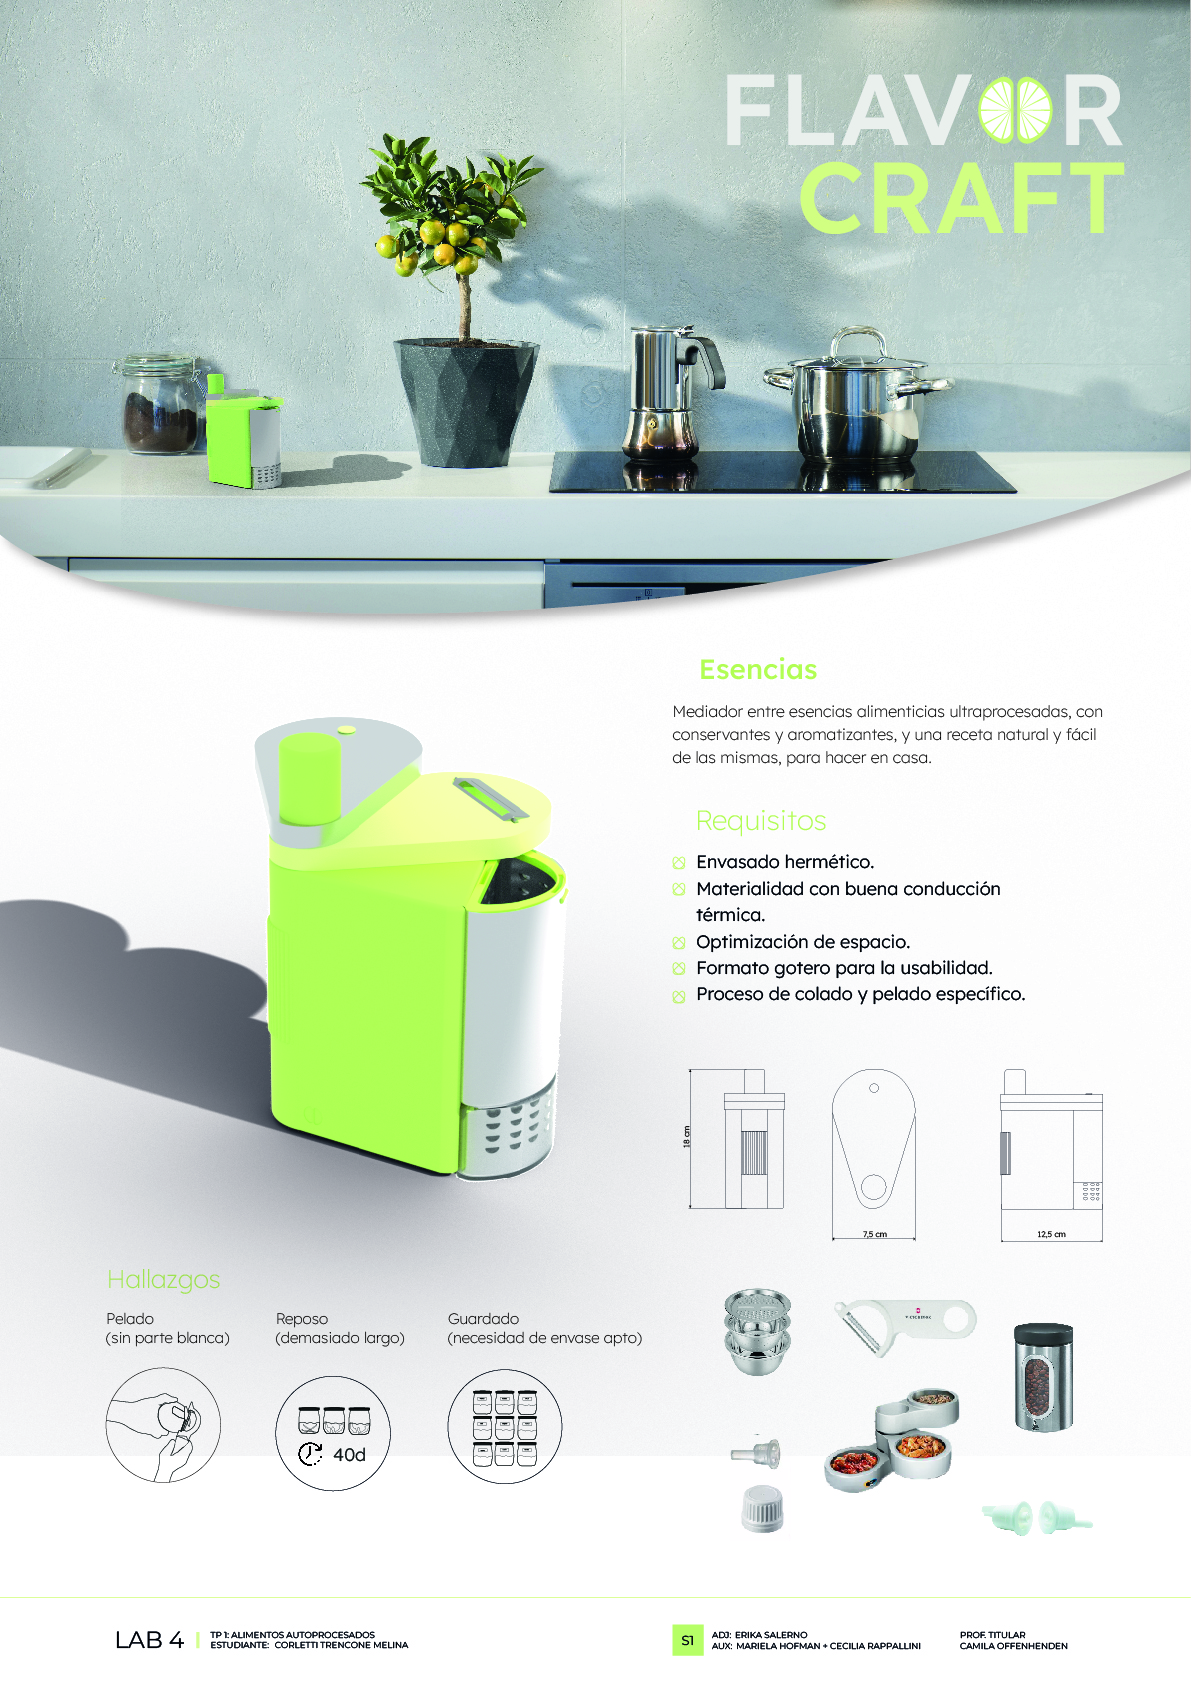 FLAVOR
CRAFT
Esencias
Mediador entre esencias alimenticias ultraprocesadas, con
conservantes y aromatizantes, y una receta natural y fácil
de las mismas, para hacer en casa.
Requisitos
Envasado hermético.
Materialidad con buena conducción
térmica.
Optimización de espacio.
Formato gotero para la usabilidad.
Proceso de colado y pelado específico.
18 cm
7,5 cm
12,5 cm
Hallazgos
Pelado
(sin parte blanca)
Reposo
(demasiado largo)
Guardado
(necesidad de envase apto)
40d
VICTORINOX
LAB 4
TP 1: ALIMENTOS AUTOPROCESADOS
ESTUDIANTE: CORLETTI TRENCONE MELINA
S1
ADJ: ERIKA SALERNO
AUX: MARIELA HOFMAN + CECILIA RAPPALLINI
PROF. TITULAR
CAMILA OFFENHENDEN